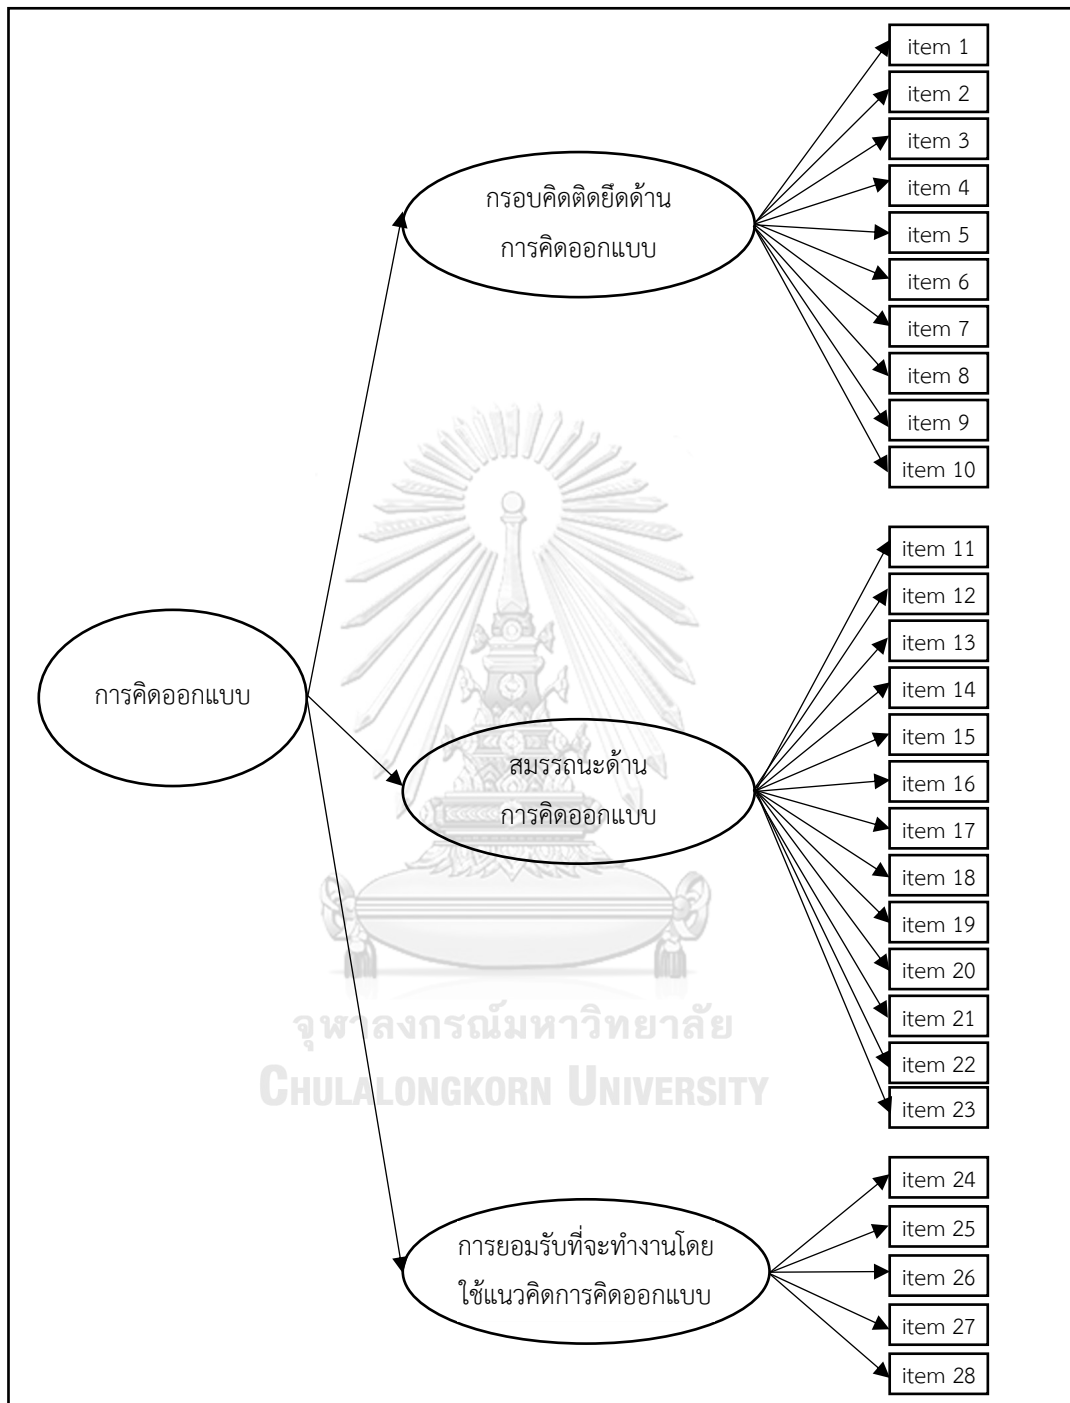 item 1
item 2
item 3
item 4
item 5
item 6
item 7
item 8
item 9
item 10
กรอบคิดติดยึดด้าน
การคิดออกแบบ
item 11
item 12
item 13
item 14
item 15
item 16
item 17
item 18
item 19
item 20
item 21
item 22
item 23
การคิดออกแบบ
สมรรถนะด้าน
การคิดออกแบบ
จุฬาลงกรณ์มหาวิทยาลัย
CHULALONGKORN UNIVERSITY
item 24
item 25
item 26
item 27
item 28
การยอมรับที่จะทำงานโดย
ใช้แนวคิดการคิดออกแบบ